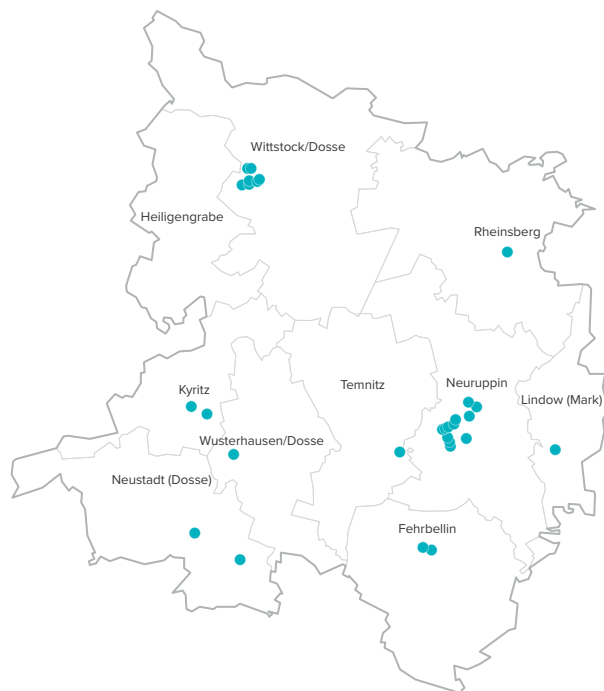 Wittstock/Dosse
Heiligengrabe
Rheinsberg
Kyritz
Temnitz
Neuruppin
Lindow (Mark)
Wusterhausen/Dosse
Neustadt (Dosse)
Fehrbellin